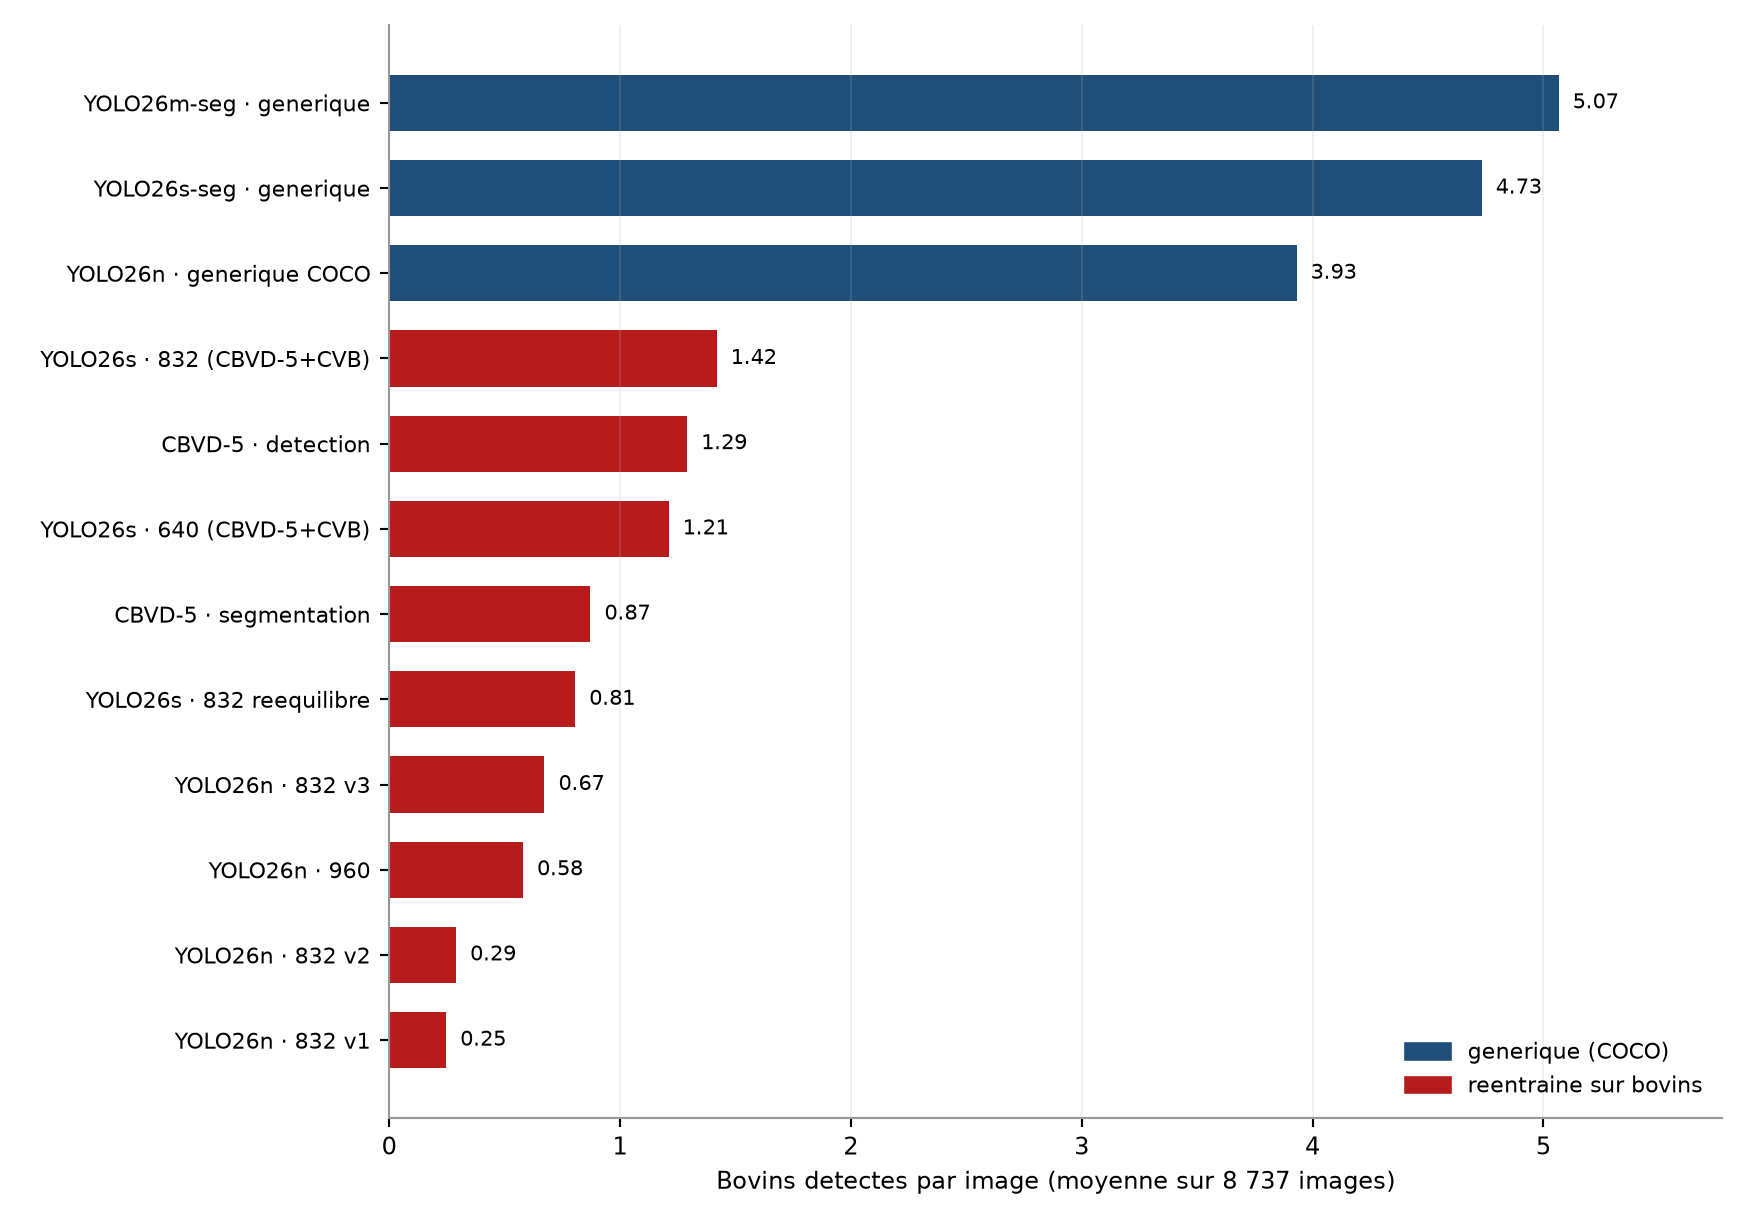 YOLO26m-seg · generique 5.07
YOLO26s-seg · generique 4.73
YOLO26n · generique COCO 3.93
YOLO26s · 832 (CBVD-5+CVB) 1.42
CBVD-5 · detection 1.29
YOLO26s · 640 (CBVD-5+CVB) 1.21
CBVD-5 · segmentation 0.87
YOLO26s · 832 reequilibre 0.81
YOLO26n · 832 v3 0.67
YOLO26n · 960 0.58
YOLO26n · 832 v2 0.29
YOLO26n · 832 v1 0.25
generique (COCO)
reentraine sur bovins
0 1 2 3 4 5
Bovins detectes par image (moyenne sur 8 737 images)